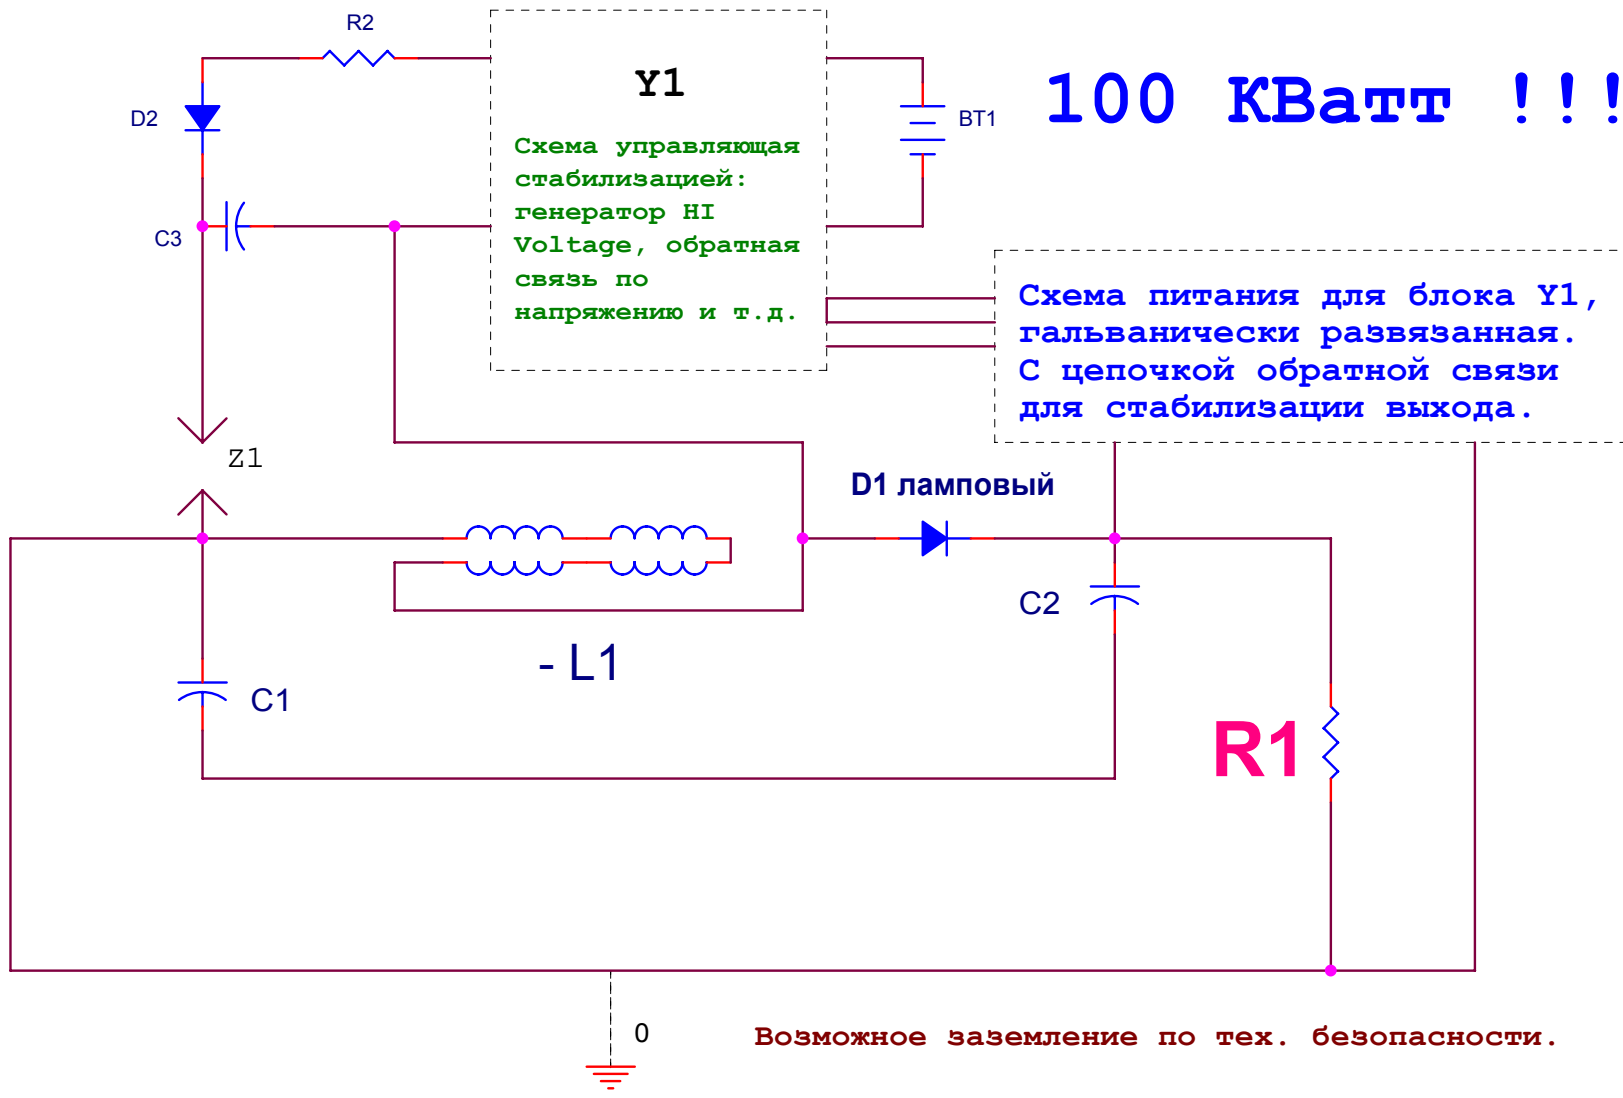 R2
Y1
100 КВатт !!!
D2
BT1
Схема управляющая
стабилизацией:
генератор HI
Voltage, обратная
связь по
напряжению и т.д.
C3
Схема питания для блока Y1,
гальванически развязанная.
С цепочкой обратной связи
для стабилизации выхода.
Z1
D1 ламповый
C2
- L1
C1
R1
0
Возможное заземление по тех. безопасности.